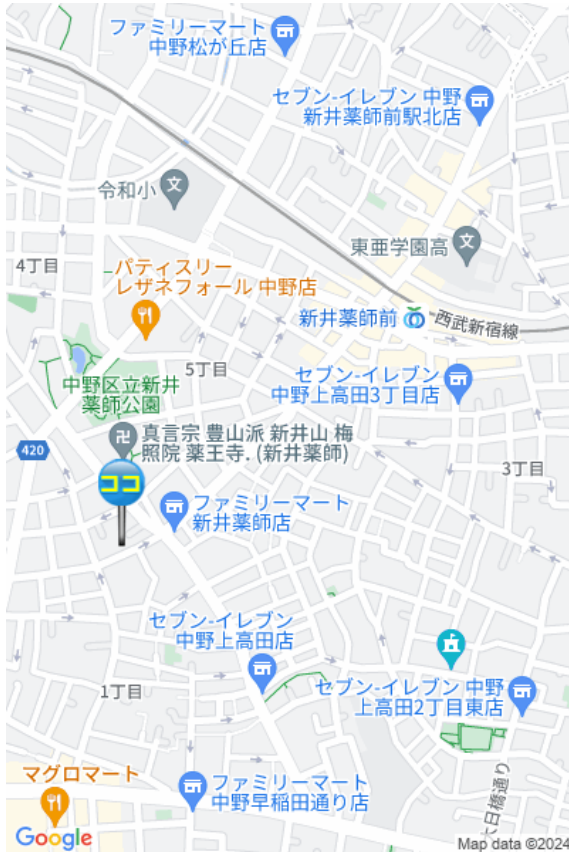 ファミリーマート
中野松が丘店
セブン-イレブン 中野
新井薬師前駅北店
令和小
文
東亜学園高
文
4丁目
パティスリー
レザネフォール 中野店
新井薬師前
西武新宿線
5丁目
セブン-イレブン
中野上高田3丁目店
中野区立新井
薬師公園
420
真言宗 豊山派 新井山 梅
照院 薬王寺. (新井薬師)
3丁目
ココ
ファミリーマート
新井薬師店
セブン-イレブン
中野上高田店
1丁目
セブン-イレブン 中野
上高田2丁目東店
マグロマート
ファミリーマート
中野早稲田通り店
大日橋通り
Google
Map data ©2024